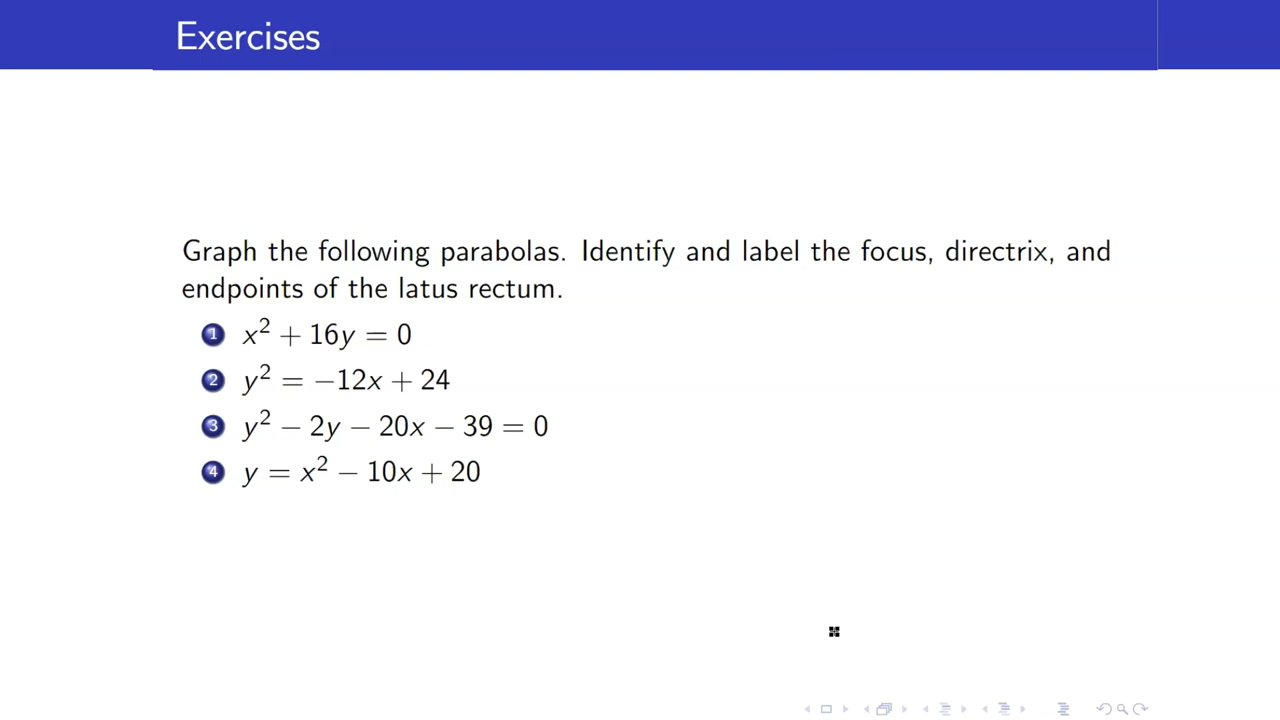 Exercises
Graph the following parabolas. Identify and label the focus, directrix, and
endpoints of the latus rectum.
1 x² + 16y = 0
2 y² = −12x + 24
3 y² − 2y − 20x − 39 = 0
4 y = x² − 10x + 20